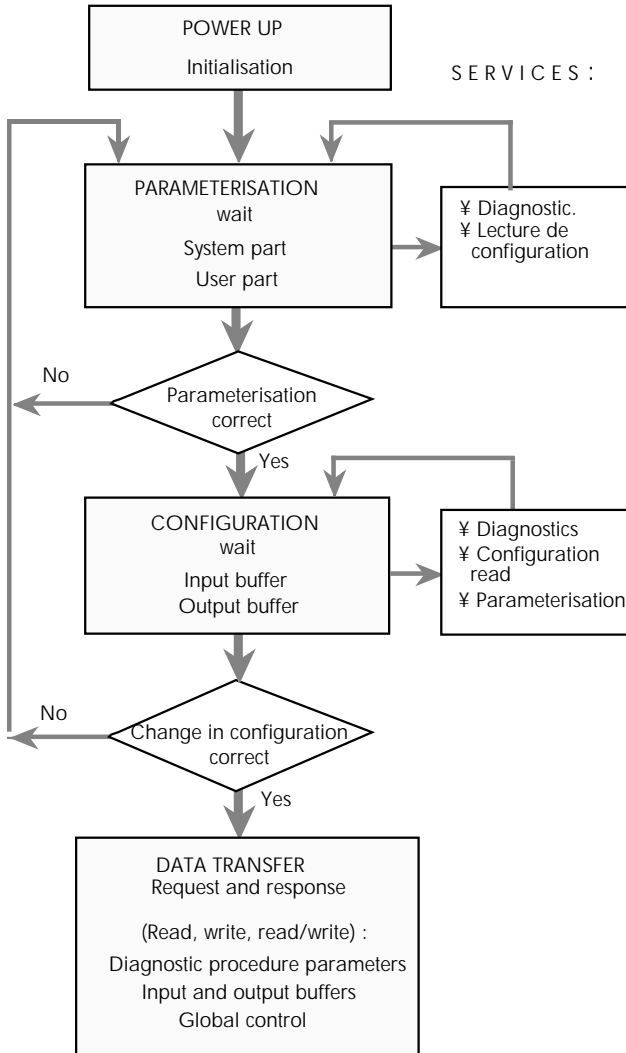 POWER UP
Initialisation
SERVICES:
PARAMETERISATION
wait
System part
User part
¥ Diagnostic.
¥ Lecture de
configuration
No
Parameterisation
correct
Yes
CONFIGURATION
wait
Input buffer
Output buffer
¥ Diagnostics
¥ Configuration
read
¥ Parameterisation
No
Change in configuration
correct
Yes
DATA TRANSFER
Request and response
(Read, write, read/write) :
Diagnostic procedure parameters
Input and output buffers
Global control